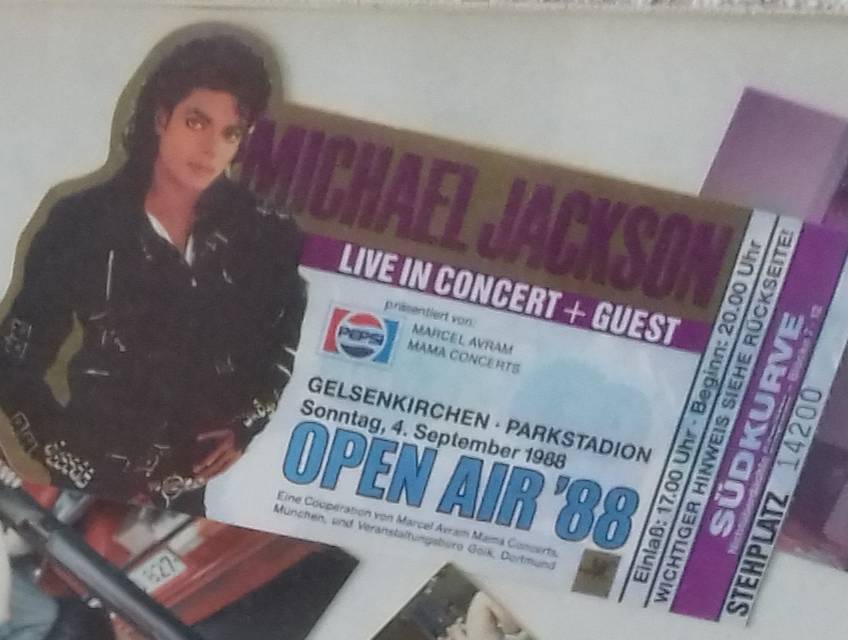 MICHAEL JACKSON
LIVE IN CONCERT + GUEST
präsentiert von:
PEPSI
MARCEL AVRAM
MAMA CONCERTS
GELSENKIRCHEN · PARKSTADION
Sonntag, 4. September 1988
OPEN AIR '88
Eine Cooperation von Marcel Avram Mama Concerts,
München, und Veranstaltungsbüro Goik, Dortmund
Einlaß: 17.00 Uhr · Beginn: 20.00 Uhr
WICHTIGER HINWEIS SIEHE RÜCKSEITE!
SÜDKURVE
STEHPLATZ 14200